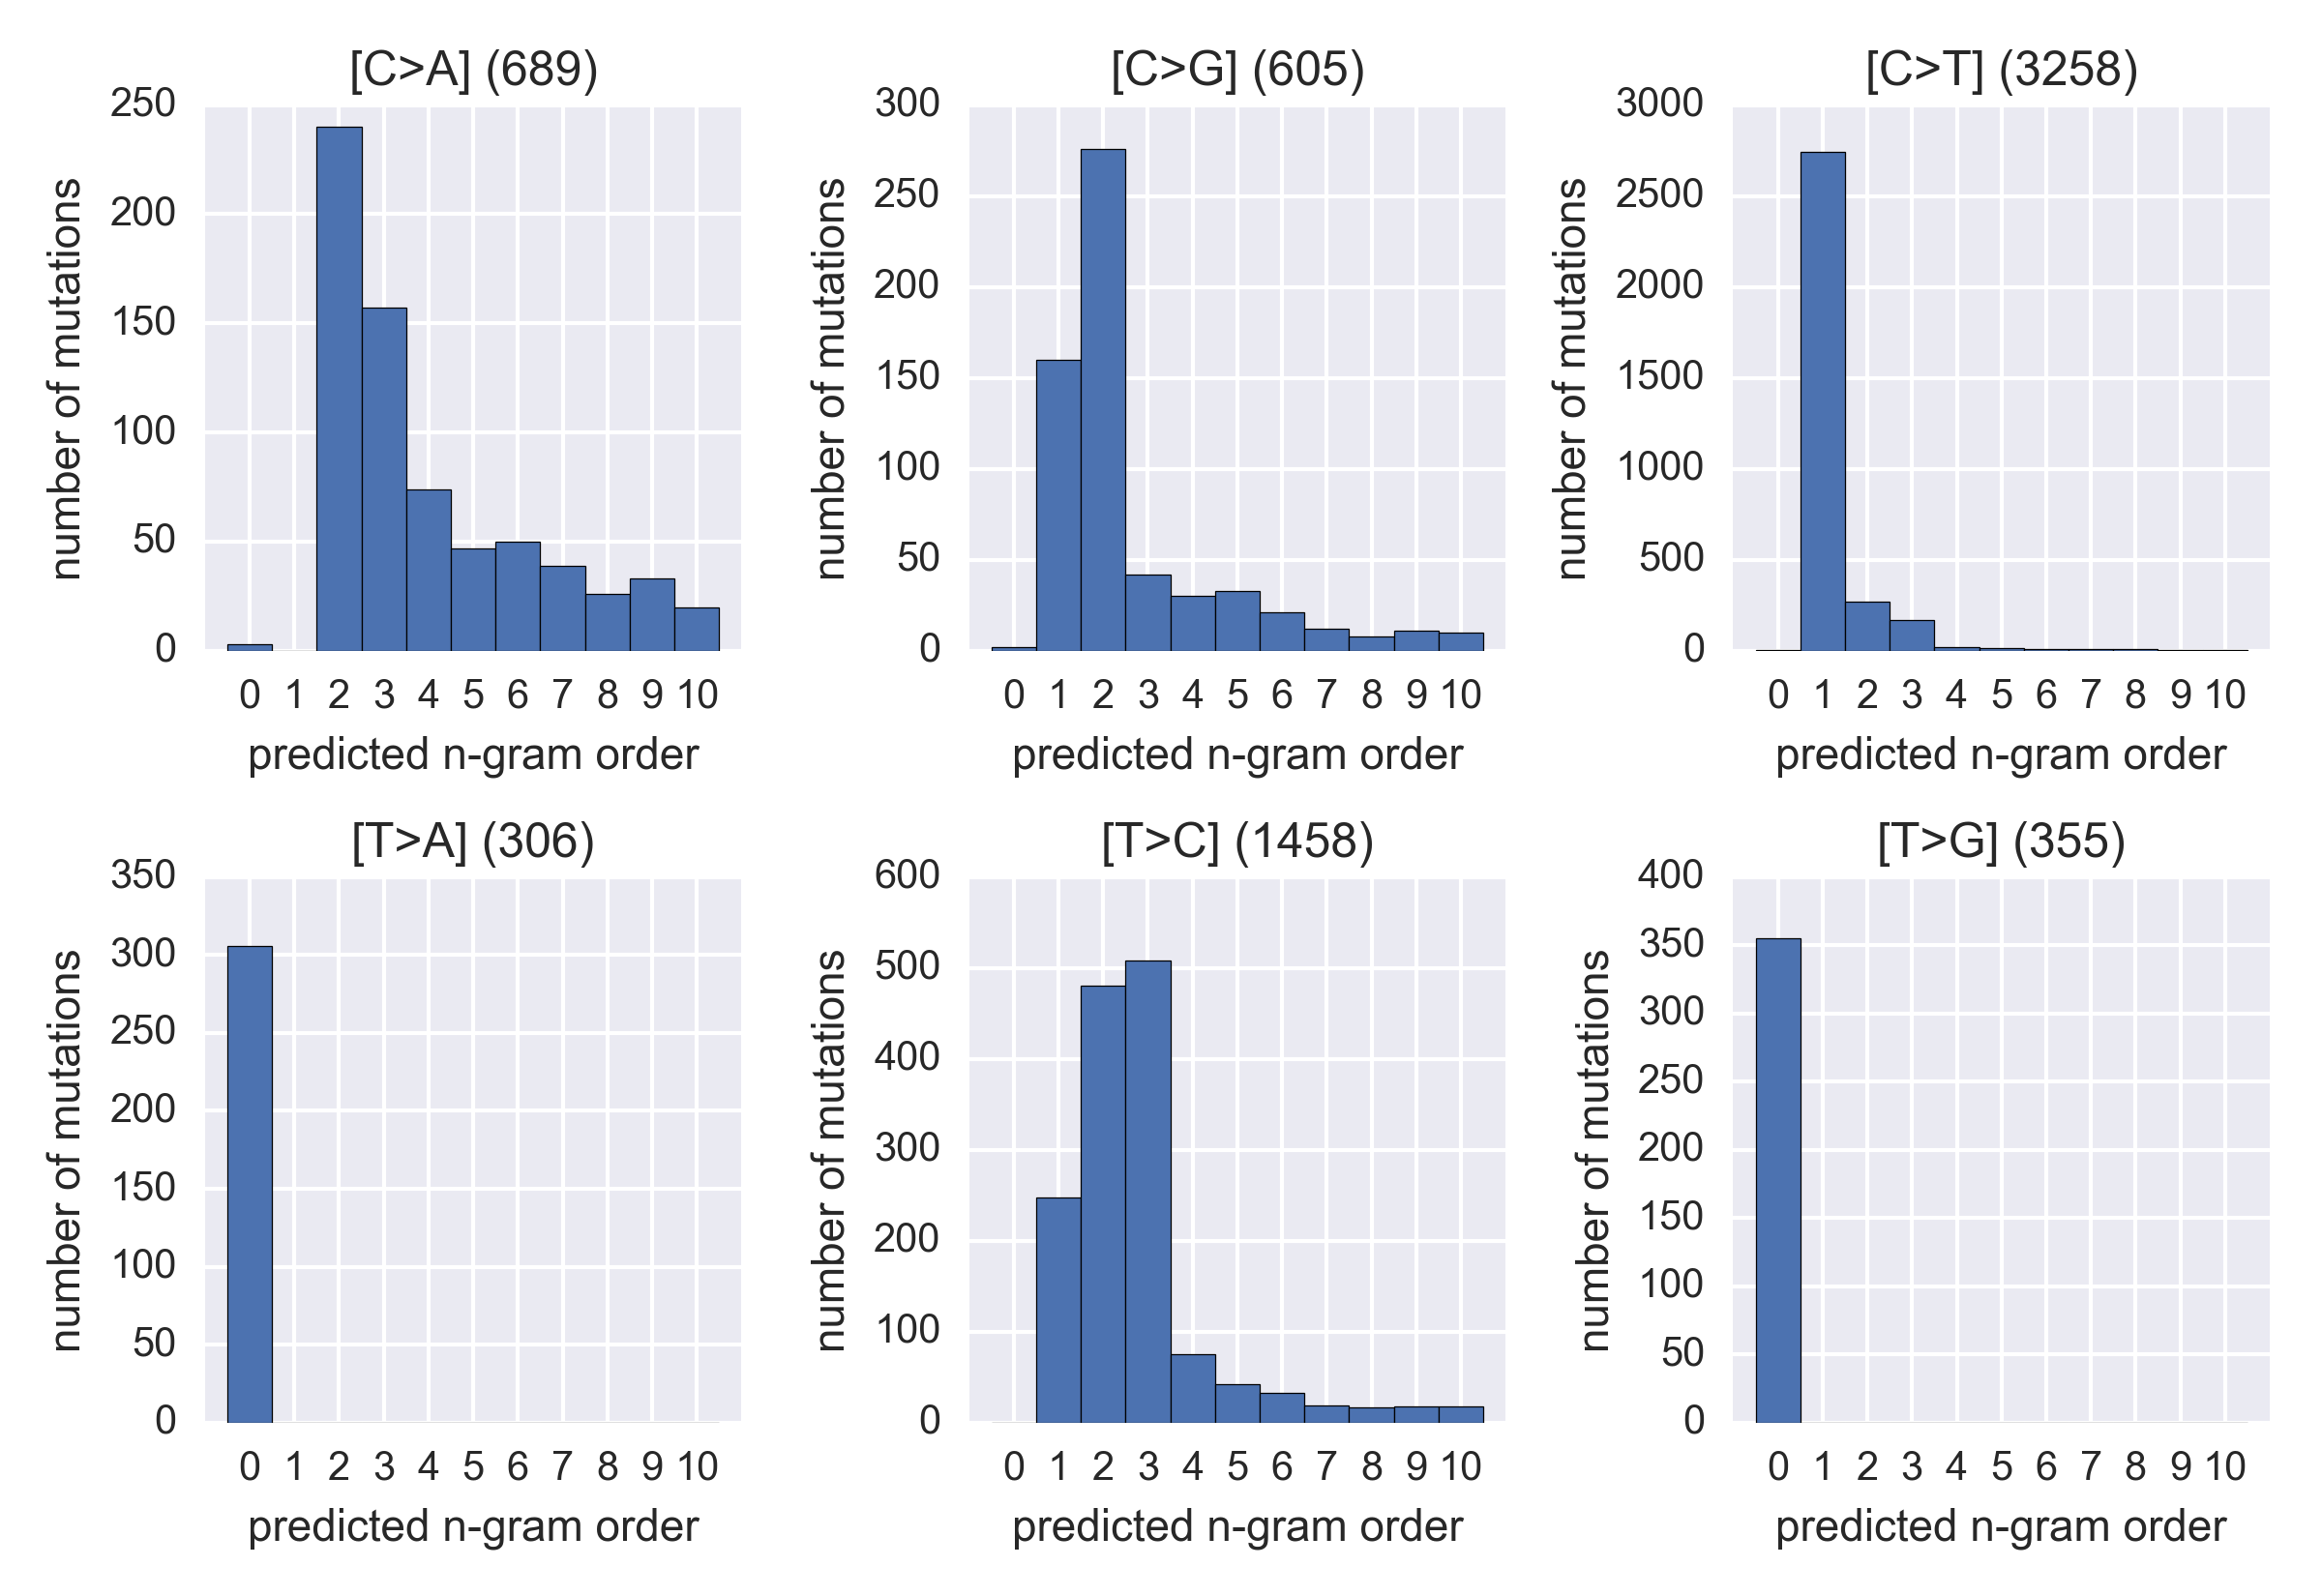 [C>A] (689)
250
200
150
100
50
0
number of mutations
0 1 2 3 4 5 6 7 8 9 10
predicted n-gram order
[C>G] (605)
300
250
200
150
100
50
0
number of mutations
0 1 2 3 4 5 6 7 8 9 10
predicted n-gram order
[C>T] (3258)
3000
2500
2000
1500
1000
500
0
number of mutations
0 1 2 3 4 5 6 7 8 9 10
predicted n-gram order
[T>A] (306)
350
300
250
200
150
100
50
0
number of mutations
0 1 2 3 4 5 6 7 8 9 10
predicted n-gram order
[T>C] (1458)
600
500
400
300
200
100
0
number of mutations
0 1 2 3 4 5 6 7 8 9 10
predicted n-gram order
[T>G] (355)
400
350
300
250
200
150
100
50
0
number of mutations
0 1 2 3 4 5 6 7 8 9 10
predicted n-gram order